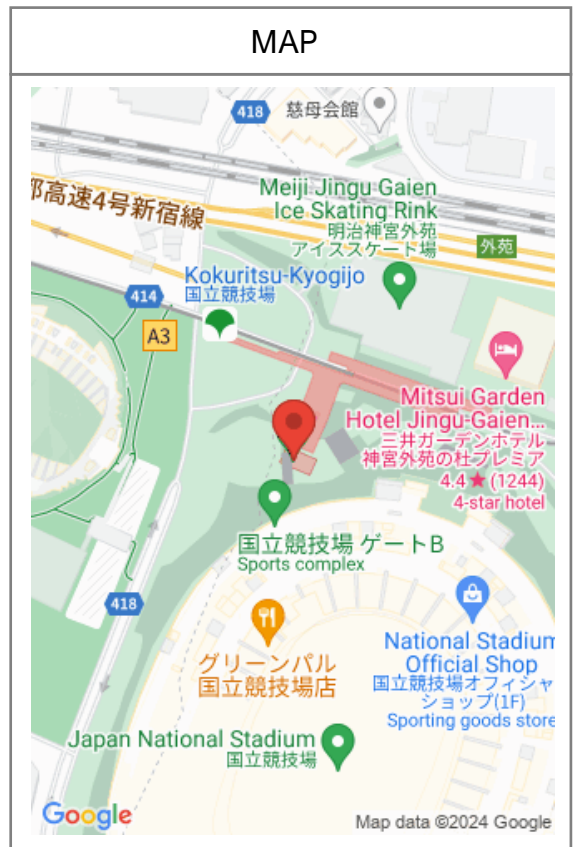 MAP
418
慈母会館
都高速4号新宿線
Meiji Jingu Gaien
Ice Skating Rink
明治神宮外苑
アイススケート場
外苑
Kokuritsu-Kyogijo
国立競技場
414
A3
Mitsui Garden
Hotel Jingu-Gaien...
三井ガーデンホテル
神宮外苑の杜プレミア
4.4★(1244)
4-star hotel
国立競技場 ゲートB
Sports complex
418
グリーンパル
国立競技場店
National Stadium
Official Shop
国立競技場オフィシャ
ショップ(1F)
Sporting goods store
Japan National Stadium
国立競技場
Google
Map data ©2024 Google